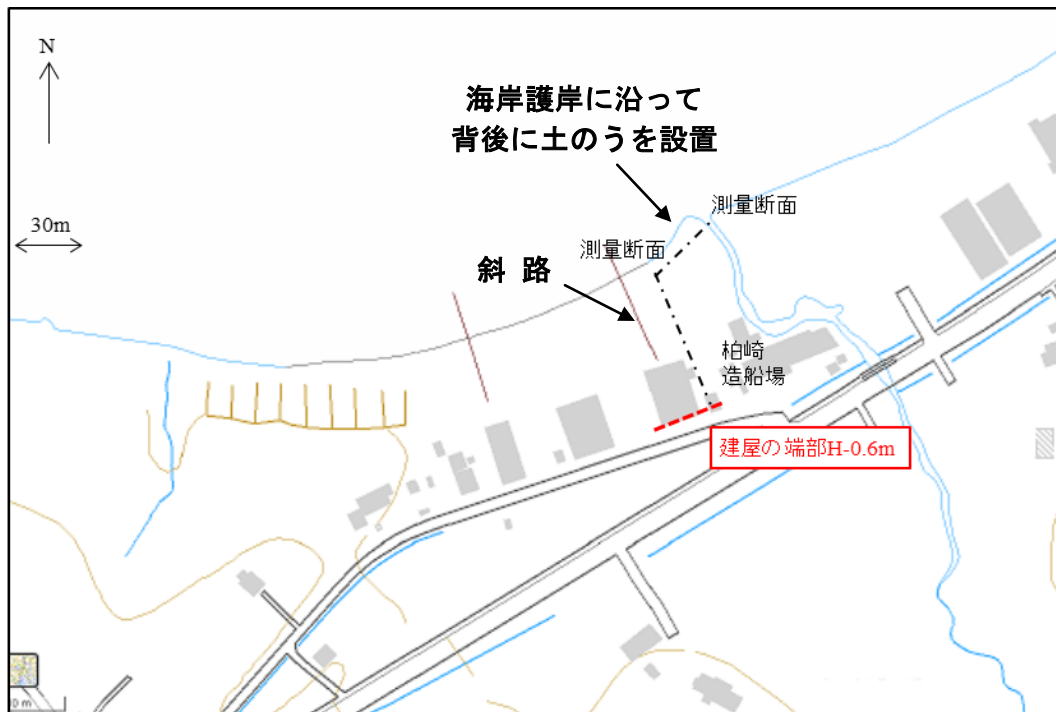 N
海岸護岸に沿って
背後に土のうを設置
測量断面
30m
測量断面
斜 路
柏崎
造船場
建屋の端部H-0.6m
0 m